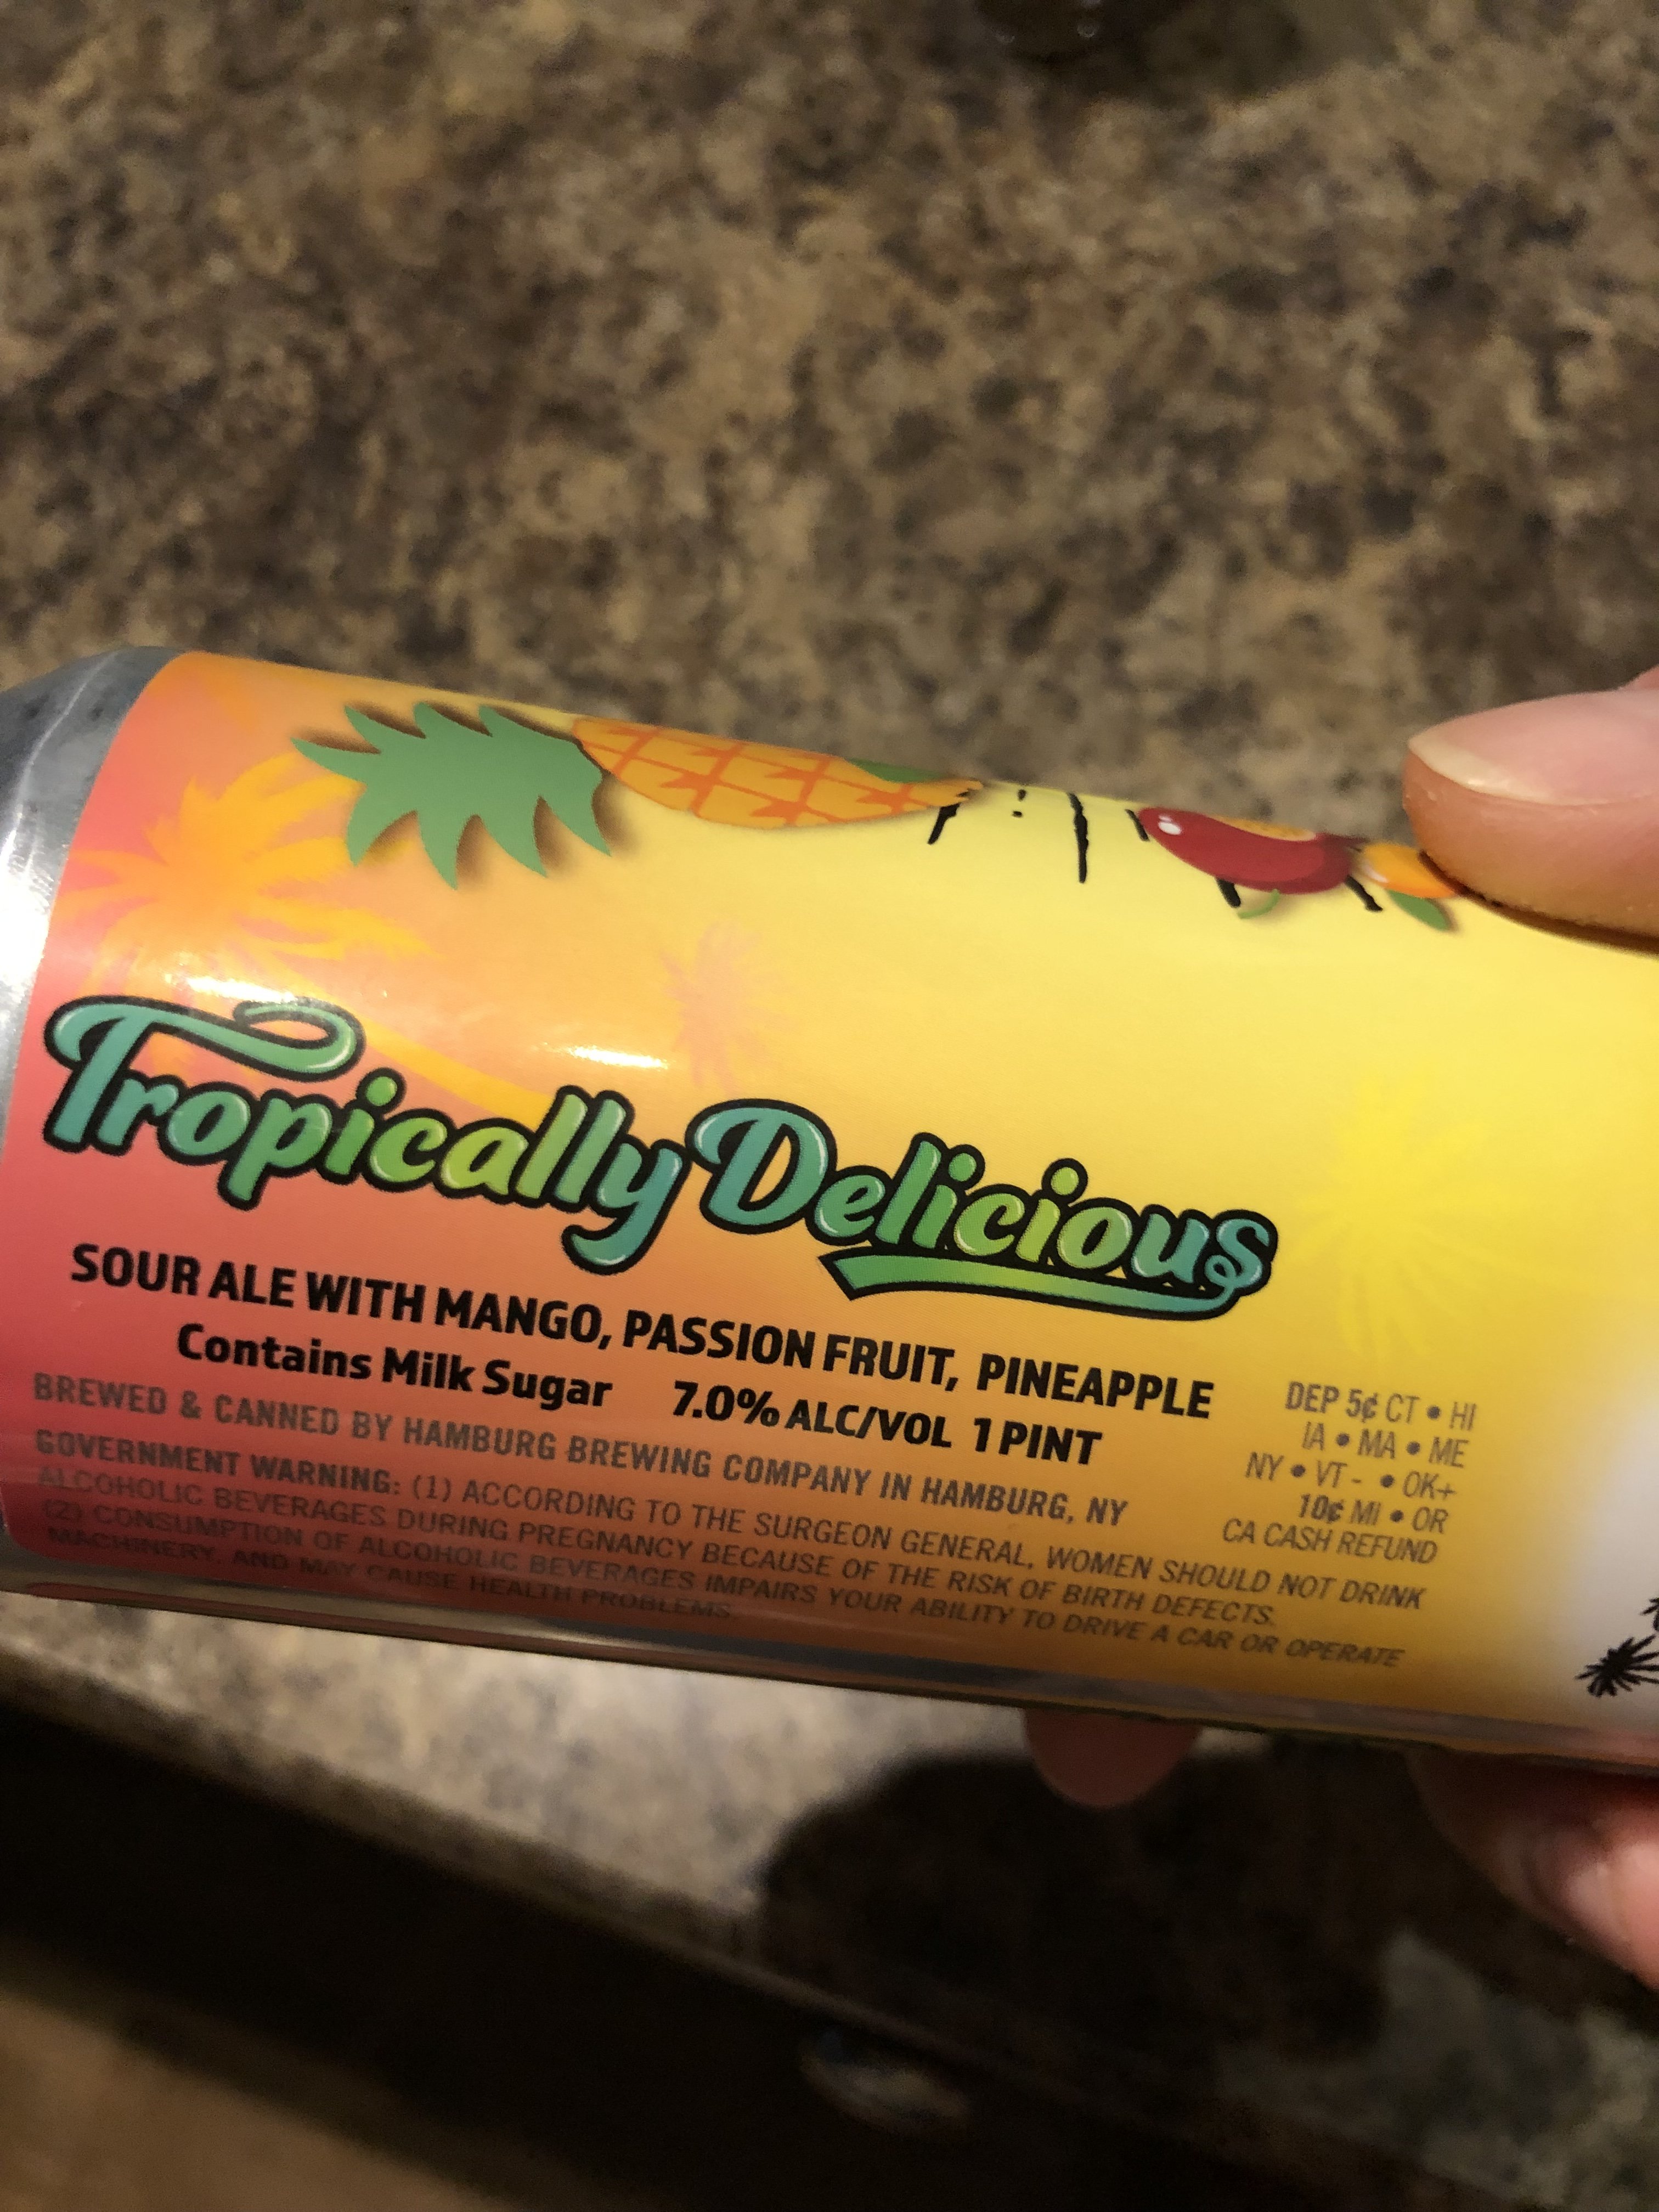 Tropically Delicious
SOUR ALE WITH MANGO, PASSION FRUIT, PINEAPPLE
Contains Milk Sugar 7.0% ALC/VOL 1 PINT
BREWED & CANNED BY HAMBURG BREWING COMPANY IN HAMBURG, NY
GOVERNMENT WARNING: (1) ACCORDING TO THE SURGEON GENERAL, WOMEN SHOULD NOT DRINK
ALCOHOLIC BEVERAGES DURING PREGNANCY BECAUSE OF THE RISK OF BIRTH DEFECTS.
(2) CONSUMPTION OF ALCOHOLIC BEVERAGES IMPAIRS YOUR ABILITY TO DRIVE A CAR OR OPERATE
MACHINERY, AND MAY CAUSE HEALTH PROBLEMS.
DEP 5¢ CT • HI
IA • MA • ME
NY • VT - • OK+
10¢ MI • OR
CA CASH REFUND